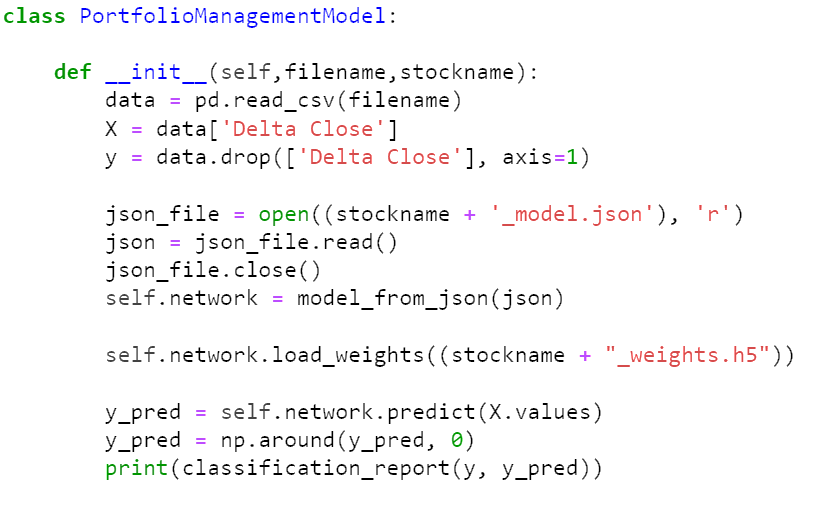 class PortfolioManagementModel:
    def __init__(self,filename,stockname):
        data = pd.read_csv(filename)
        X = data['Delta Close']
        y = data.drop(['Delta Close'], axis=1)
        json_file = open((stockname + '_model.json'), 'r')
        json = json_file.read()
        json_file.close()
        self.network = model_from_json(json)
        self.network.load_weights((stockname + "_weights.h5"))
        y_pred = self.network.predict(X.values)
        y_pred = np.around(y_pred, 0)
        print(classification_report(y, y_pred))